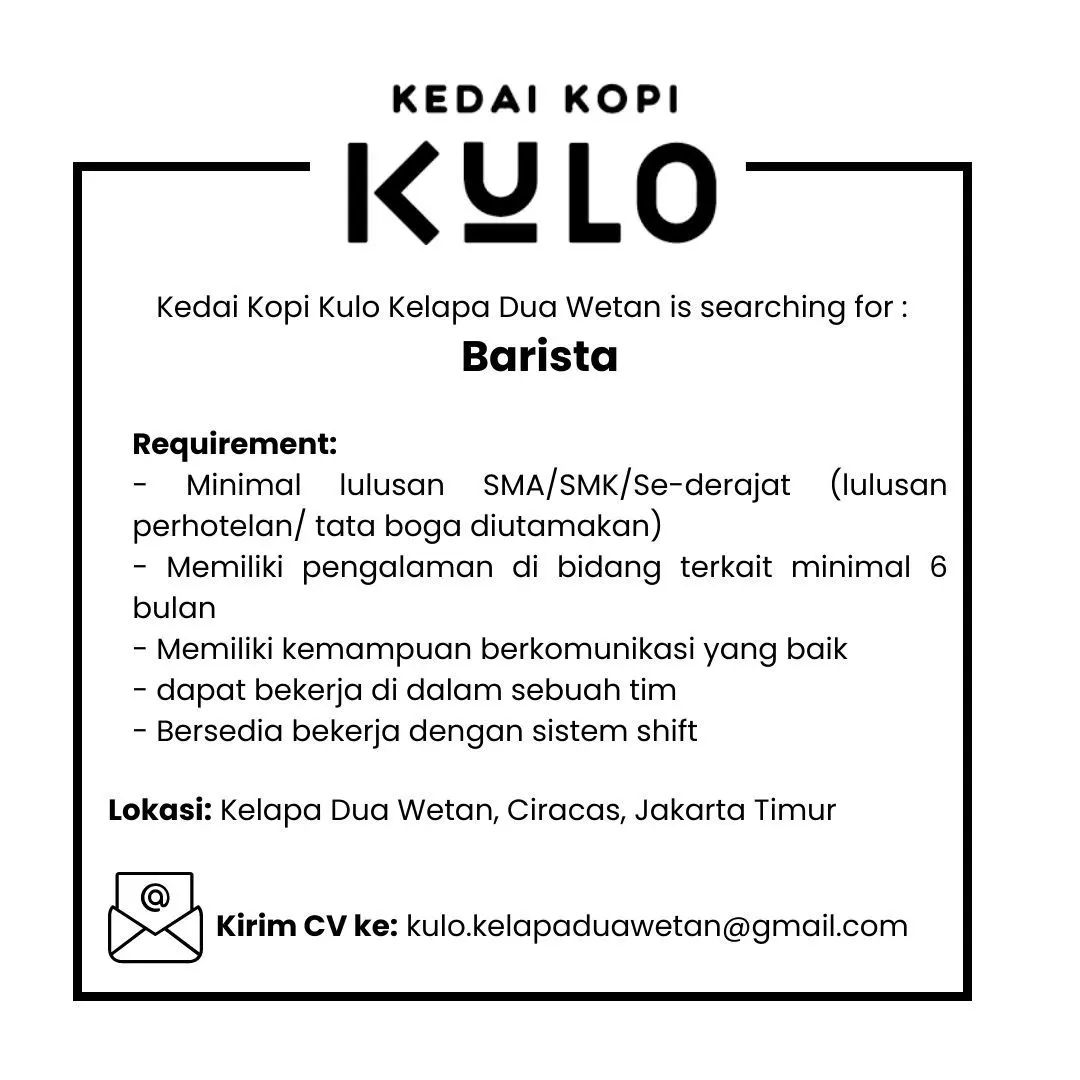 KEDAI KOPI
KULO
Kedai Kopi Kulo Kelapa Dua Wetan is searching for :
Barista
Requirement:
- Minimal lulusan SMA/SMK/Se-derajat (lulusan
perhotelan/ tata boga diutamakan)
- Memiliki pengalaman di bidang terkait minimal 6
bulan
- Memiliki kemampuan berkomunikasi yang baik
- dapat bekerja di dalam sebuah tim
- Bersedia bekerja dengan sistem shift
Lokasi: Kelapa Dua Wetan, Ciracas, Jakarta Timur
@
Kirim CV ke: kulo.kelapaduawetan@gmail.com